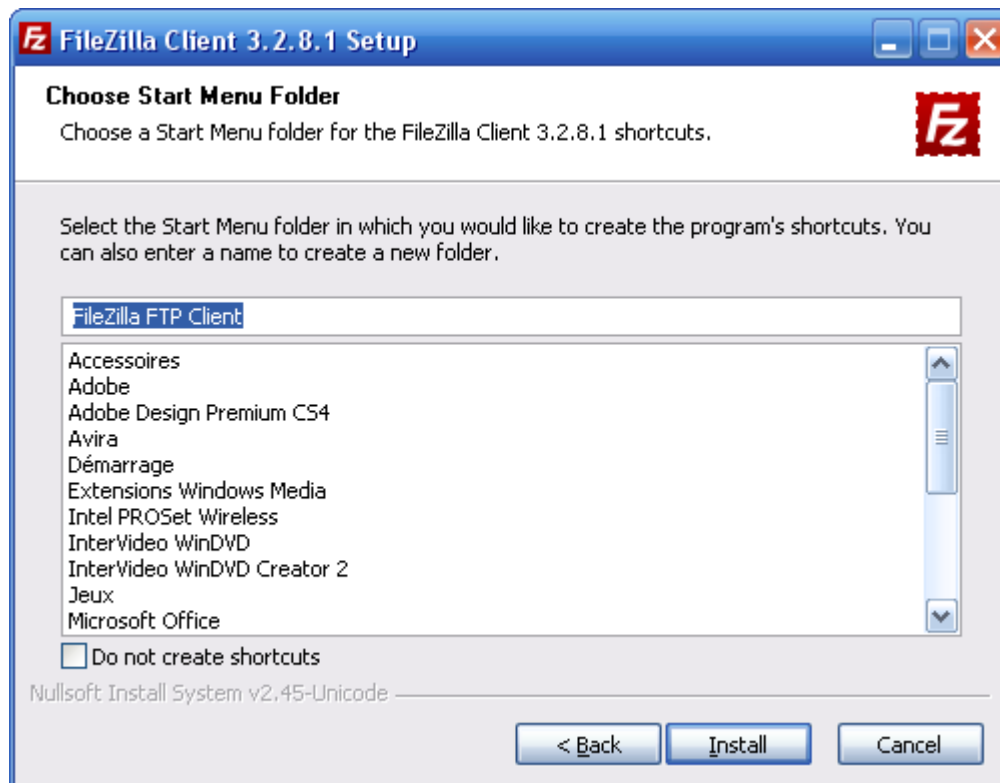 FileZilla Client 3.2.8.1 Setup
Choose Start Menu Folder
Choose a Start Menu folder for the FileZilla Client 3.2.8.1 shortcuts.
Fz
Select the Start Menu folder in which you would like to create the program's shortcuts. You
can also enter a name to create a new folder.
FileZilla FTP Client
Accessoires
Adobe
Adobe Design Premium CS4
Avira
Démarrage
Extensions Windows Media
Intel PROSet Wireless
InterVideo WinDVD
InterVideo WinDVD Creator 2
Jeux
Microsoft Office
Do not create shortcuts
Nullsoft Install System v2.45-Unicode
< Back
Install
Cancel